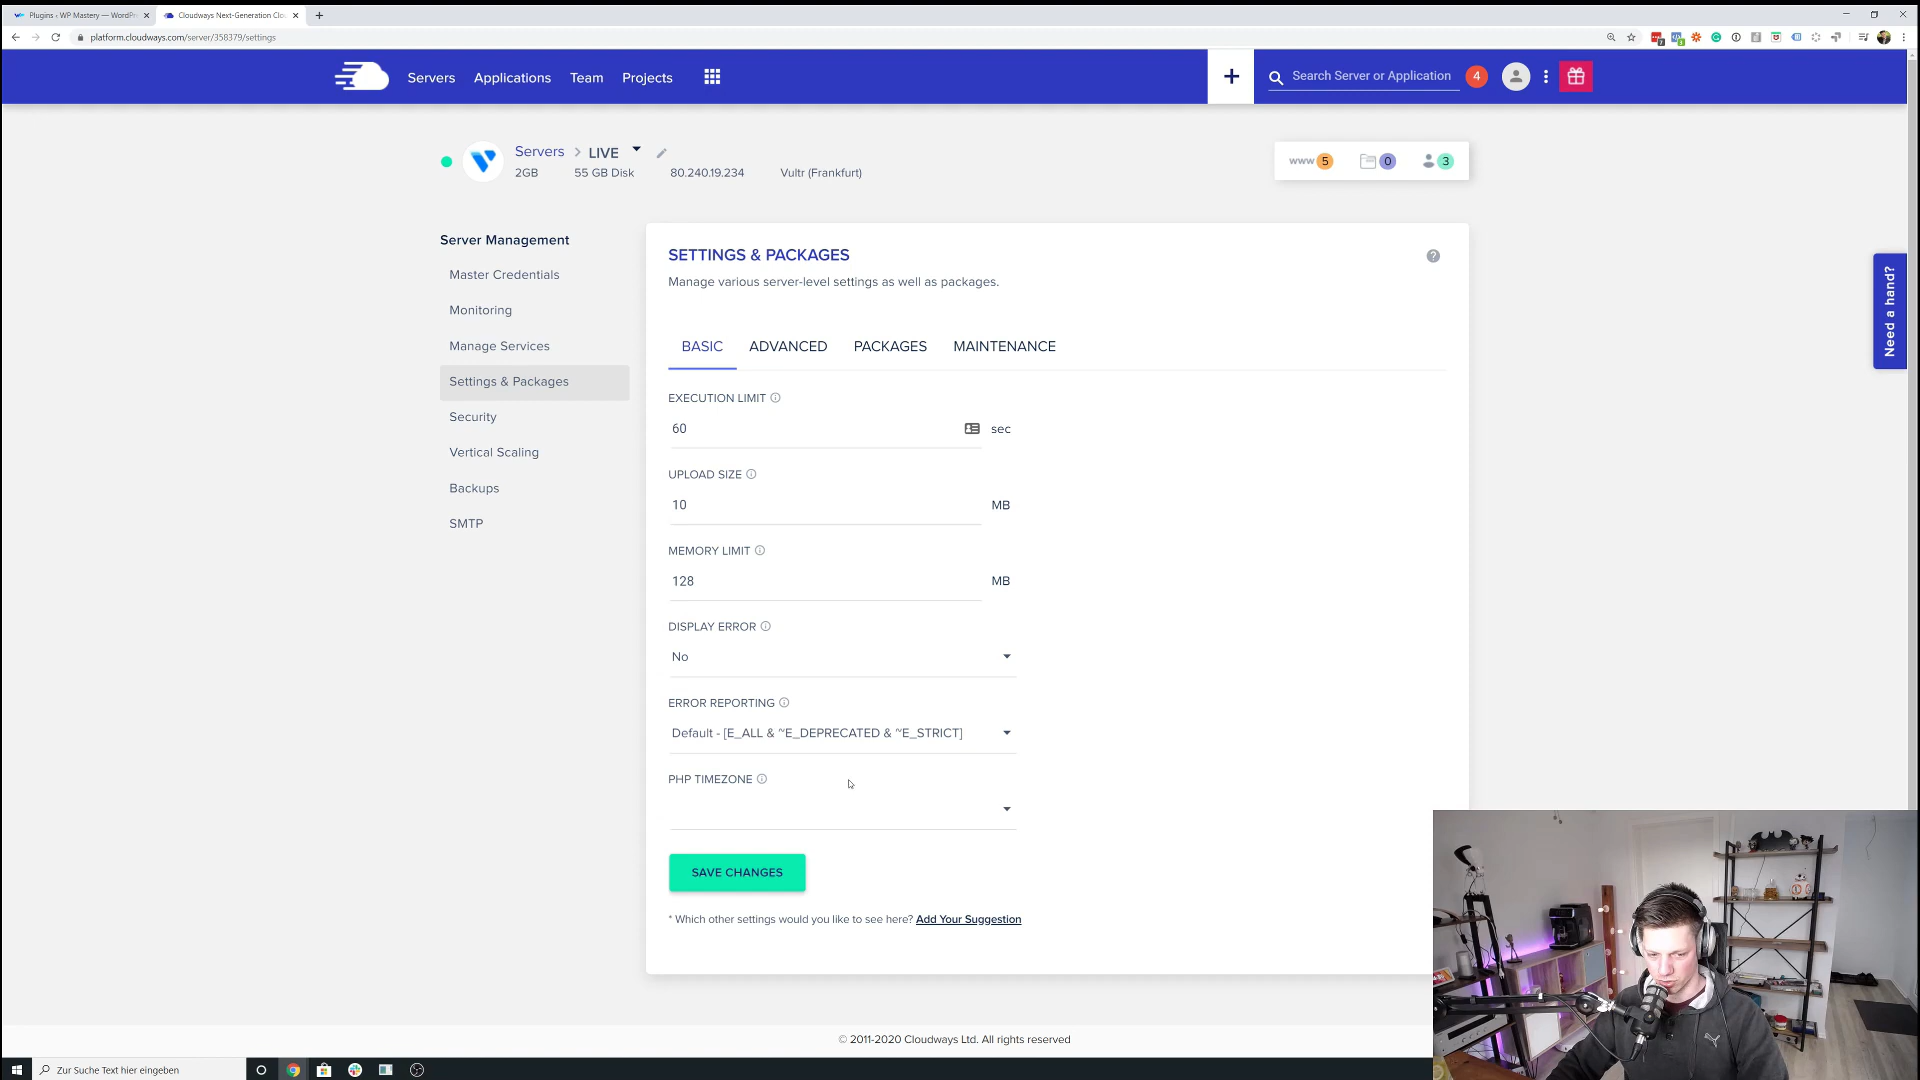 Plugins ‹ WP Mastery — WordPr
Cloudways Next-Generation Clo
platform.cloudways.com/server/358379/settings
Servers
Applications
Team
Projects
Search Server or Application
4
Servers > LIVE
2GB
55 GB Disk
80.240.19.234
Vultr (Frankfurt)
www 5
0
3
Need a hand?
Server Management
Master Credentials
Monitoring
Manage Services
Settings & Packages
Security
Vertical Scaling
Backups
SMTP
SETTINGS & PACKAGES
Manage various server-level settings as well as packages.
BASIC
ADVANCED
PACKAGES
MAINTENANCE
EXECUTION LIMIT
60
sec
UPLOAD SIZE
10
MB
MEMORY LIMIT
128
MB
DISPLAY ERROR
No
ERROR REPORTING
Default - [E_ALL & ~E_DEPRECATED & ~E_STRICT]
PHP TIMEZONE
SAVE CHANGES
* Which other settings would you like to see here? Add Your Suggestion
© 2011-2020 Cloudways Ltd. All rights reserved
Zur Suche Text hier eingeben